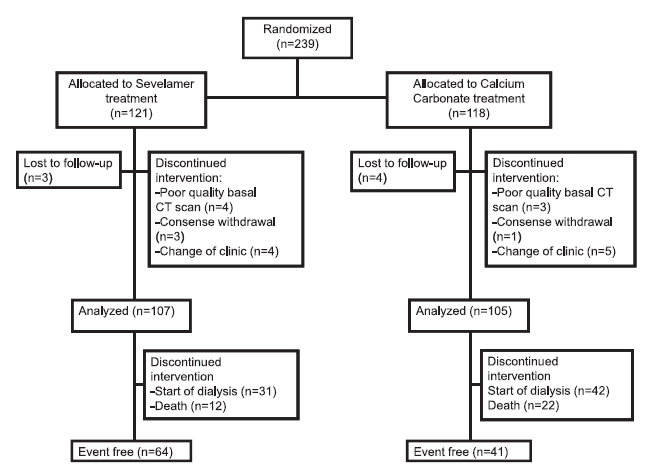 Randomized
(n=239)
Allocated to Sevelamer
treatment
(n=121)
Allocated to Calcium
Carbonate treatment
(n=118)
Lost to follow-up
(n=3)
Discontinued
intervention:
-Poor quality basal
CT scan (n=4)
-Consense withdrawal
(n=3)
-Change of clinic (n=4)
Lost to follow-up
(n=4)
Discontinued
intervention:
-Poor quality basal CT
scan (n=3)
-Consense withdrawal
(n=1)
-Change of clinic (n=5)
Analyzed (n=107)
Analyzed (n=105)
Discontinued
intervention
-Start of dialysis (n=31)
-Death (n=12)
Discontinued
intervention
Start of dialysis (n=42)
Death (n=22)
Event free (n=64)
Event free (n=41)